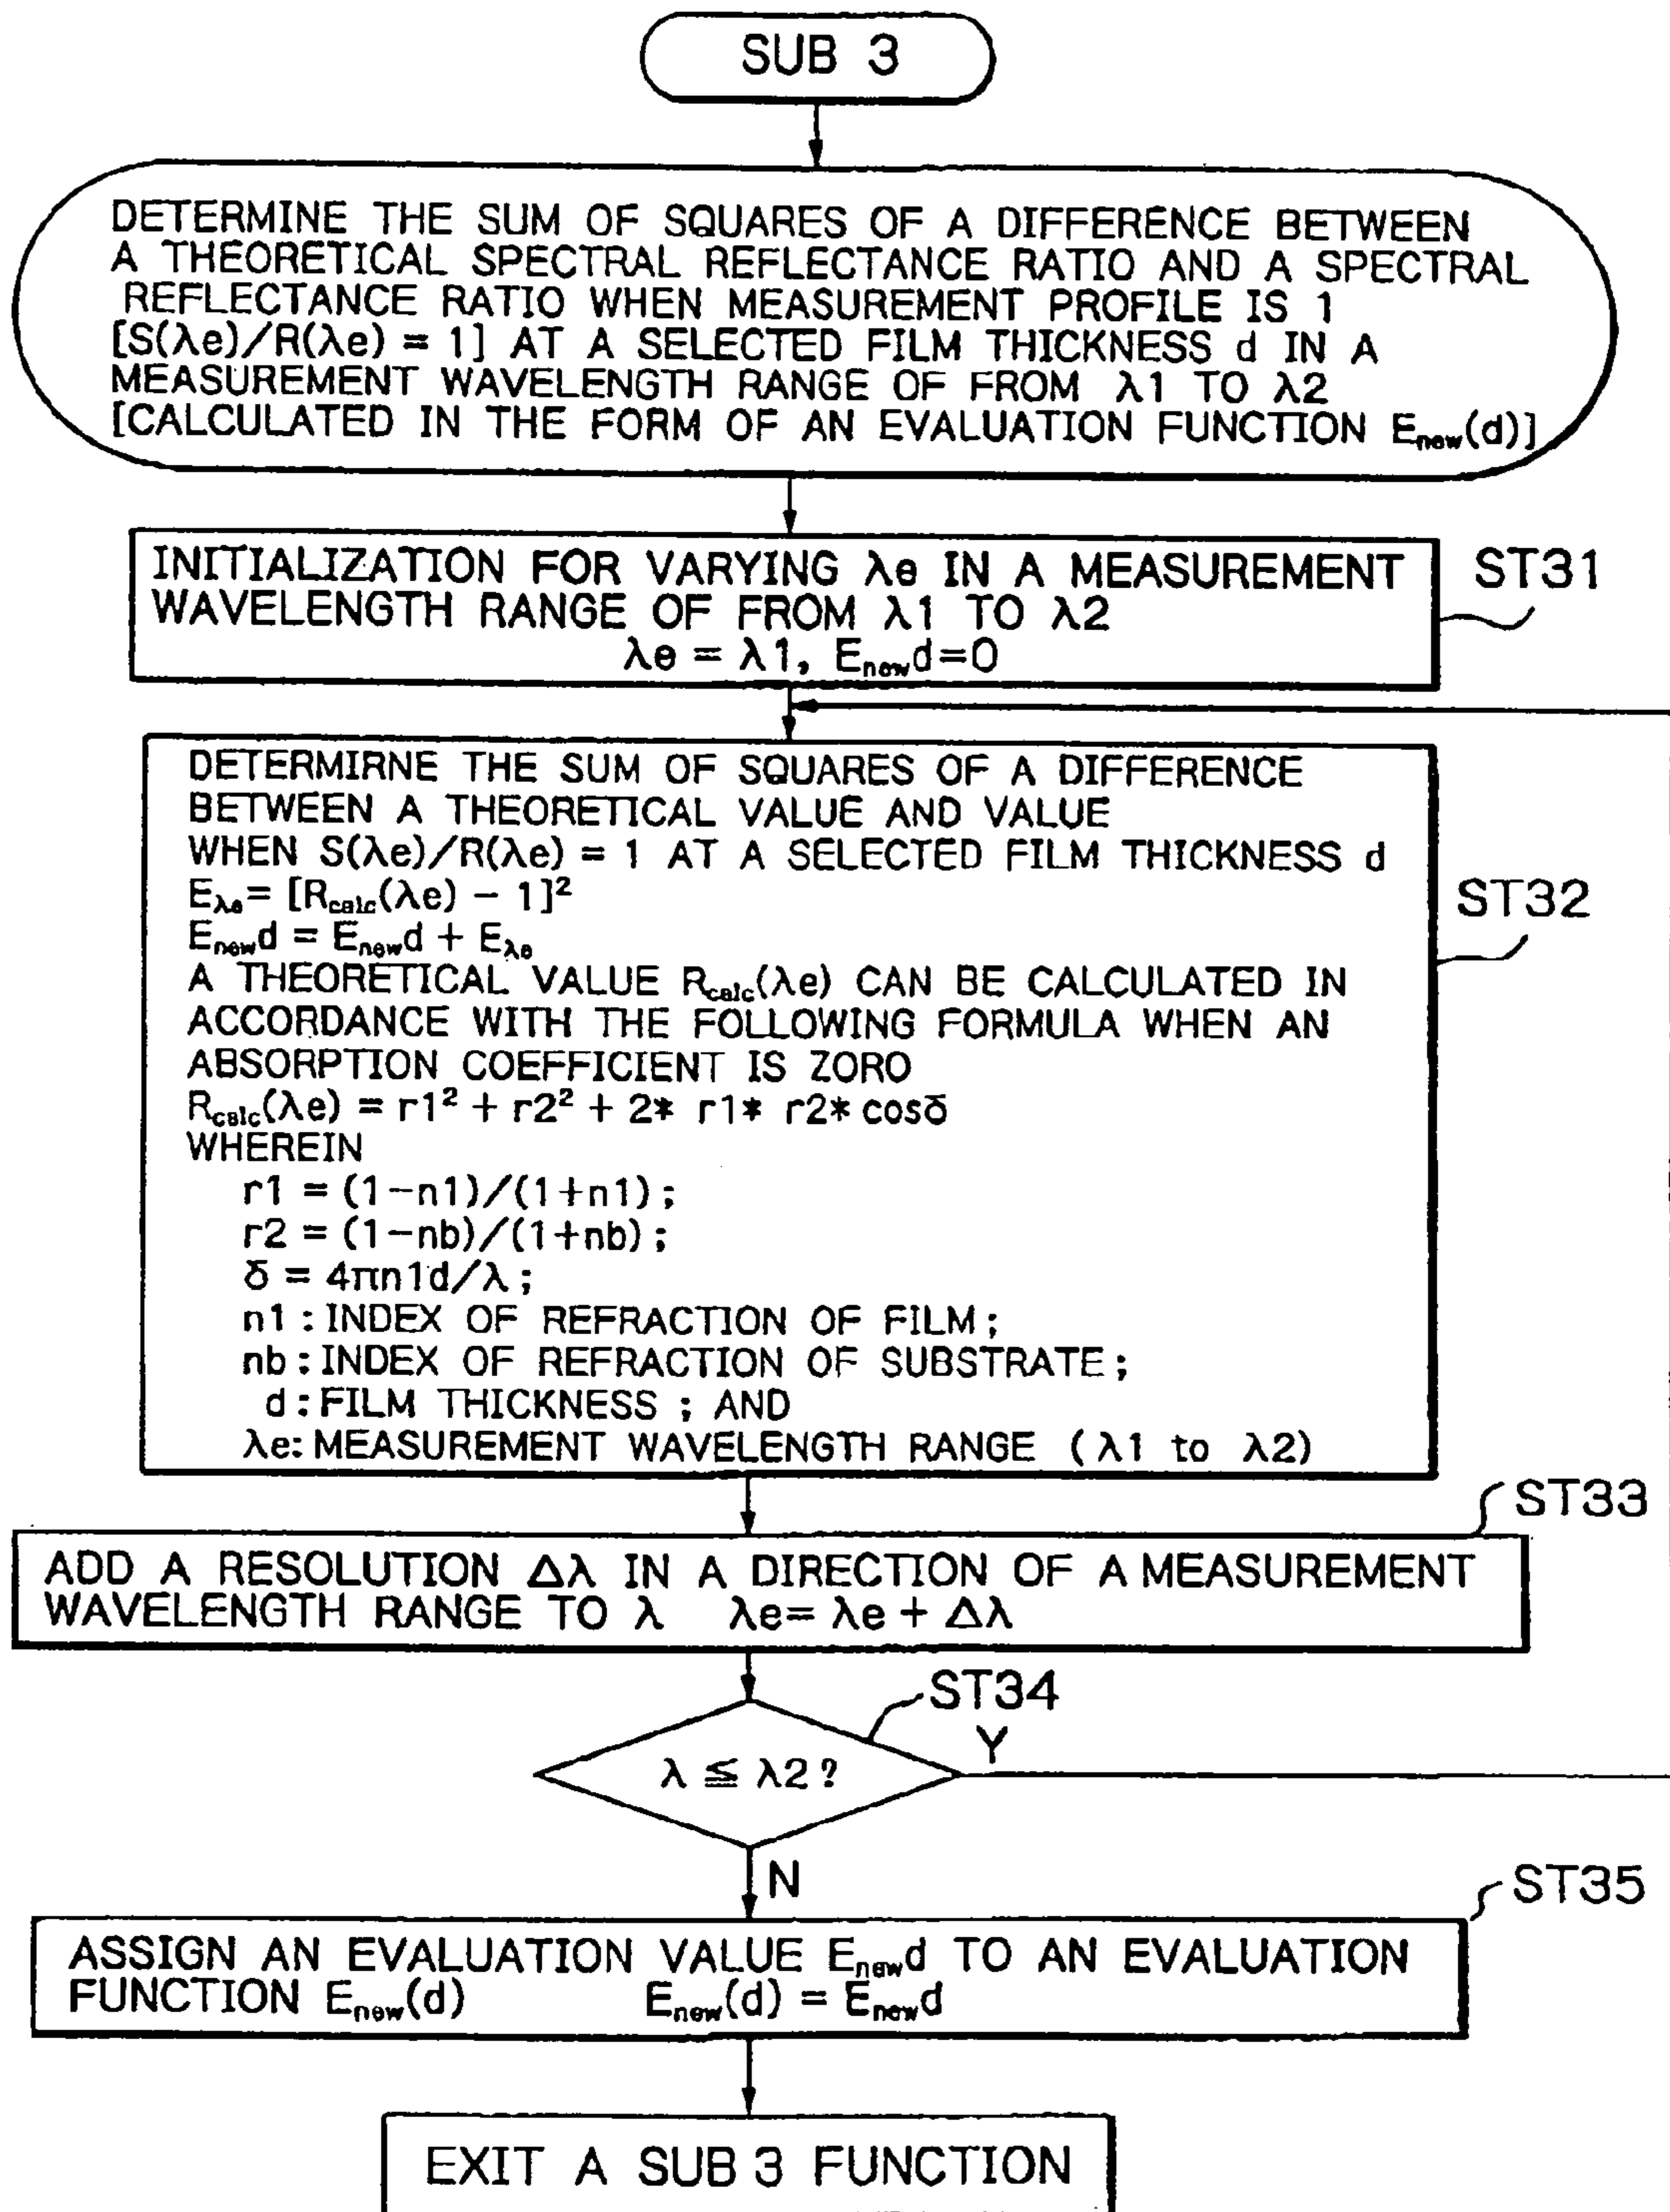 SUB 3
DETERMINE THE SUM OF SQUARES OF A DIFFERENCE BETWEEN
A THEORETICAL SPECTRAL REFLECTANCE RATIO AND A SPECTRAL
REFLECTANCE RATIO WHEN MEASUREMENT PROFILE IS 1
[S(λe)/R(λe) = 1] AT A SELECTED FILM THICKNESS d IN A
MEASUREMENT WAVELENGTH RANGE OF FROM λ1 TO λ2
[CALCULATED IN THE FORM OF AN EVALUATION FUNCTION Enew(d)]
INITIALIZATION FOR VARYING λe IN A MEASUREMENT
WAVELENGTH RANGE OF FROM λ1 TO λ2
λe = λ1, Enewd=0
ST31
DETERMIRNE THE SUM OF SQUARES OF A DIFFERENCE
BETWEEN A THEORETICAL VALUE AND VALUE
WHEN S(λe)/R(λe) = 1 AT A SELECTED FILM THICKNESS d
Eλe = [Rcalc(λe) - 1]²
Enewd = Enewd + Eλe
A THEORETICAL VALUE Rcalc(λe) CAN BE CALCULATED IN
ACCORDANCE WITH THE FOLLOWING FORMULA WHEN AN
ABSORPTION COEFFICIENT IS ZORO
Rcalc(λe) = r1² + r2² + 2* r1* r2* cosδ
WHEREIN
r1 = (1-n1)/(1+n1);
r2 = (1-nb)/(1+nb);
δ = 4πn1d/λ;
n1 : INDEX OF REFRACTION OF FILM;
nb : INDEX OF REFRACTION OF SUBSTRATE;
d : FILM THICKNESS ; AND
λe: MEASUREMENT WAVELENGTH RANGE (λ1 to λ2)
ST32
ST33
ADD A RESOLUTION Δλ IN A DIRECTION OF A MEASUREMENT
WAVELENGTH RANGE TO λ λe= λe + Δλ
ST34
λ ≦ λ2?
Y
N
ST35
ASSIGN AN EVALUATION VALUE Enewd TO AN EVALUATION
FUNCTION Enew(d) Enew(d) = Enewd
EXIT A SUB 3 FUNCTION